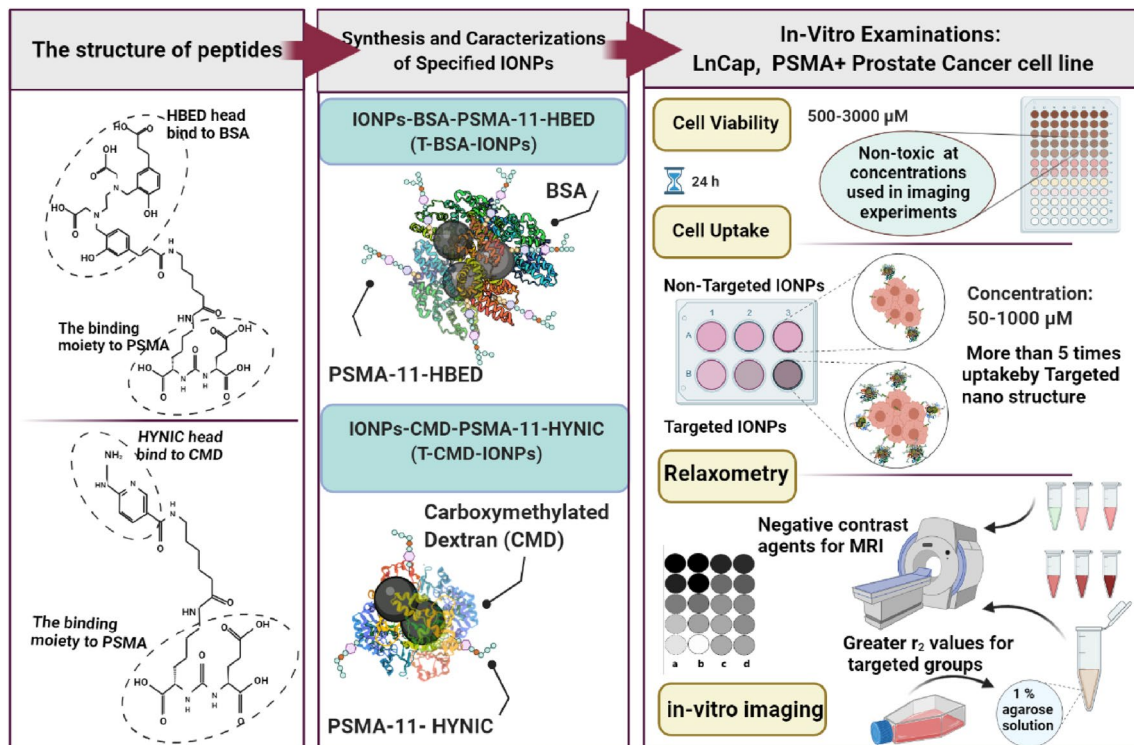 The structure of peptides
HBED head
bind to BSA
The binding
moiety to PSMA
HYNIC head
bind to CMD
The binding
moiety to PSMA
Synthesis and Caracterizations
of Specified IONPs
IONPs-BSA-PSMA-11-HBED
(T-BSA-IONPs)
BSA
PSMA-11-HBED
IONPs-CMD-PSMA-11-HYNIC
(T-CMD-IONPs)
Carboxymethylated
Dextran (CMD)
PSMA-11- HYNIC
In-Vitro Examinations:
LnCap, PSMA+ Prostate Cancer cell line
Cell Viability
500-3000 µM
Non-toxic at
concentrations
used in imaging
experiments
24 h
Cell Uptake
Non-Targeted IONPs
1 2 3
A
B
Targeted IONPs
Concentration:
50-1000 µM
More than 5 times
uptakeby Targeted
nano structure
Relaxometry
Negative contrast
agents for MRI
a b c d
Greater r₂ values for
targeted groups
in-vitro imaging
1 %
agarose
solution